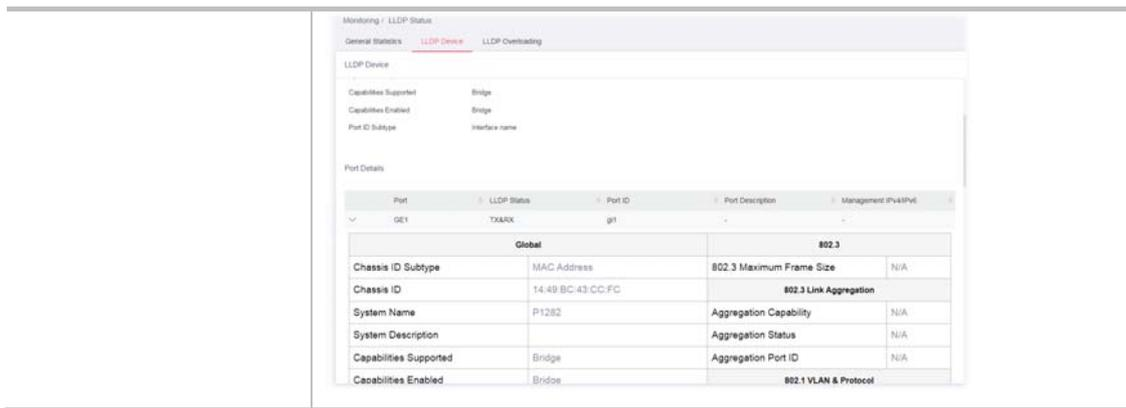 Monitoring / LLDP Status
General Statistics LLDP Device LLDP Overloading
LLDP Device
Capabilities Supported Bridge
Capabilities Enabled Bridge
Port ID Subtype Interface name
Port Details
Port LLDP Status Port ID Port Description Management IPv4/IPv6
GE1 TX&RX gi1 - -
Global 802.3
Chassis ID Subtype MAC Address 802.3 Maximum Frame Size N/A
Chassis ID 14:49:BC:43:CC:FC 802.3 Link Aggregation
System Name P1282 Aggregation Capability N/A
System Description Aggregation Status N/A
Capabilities Supported Bridge Aggregation Port ID N/A
Capabilities Enabled Bridge 802.1 VLAN & Protocol